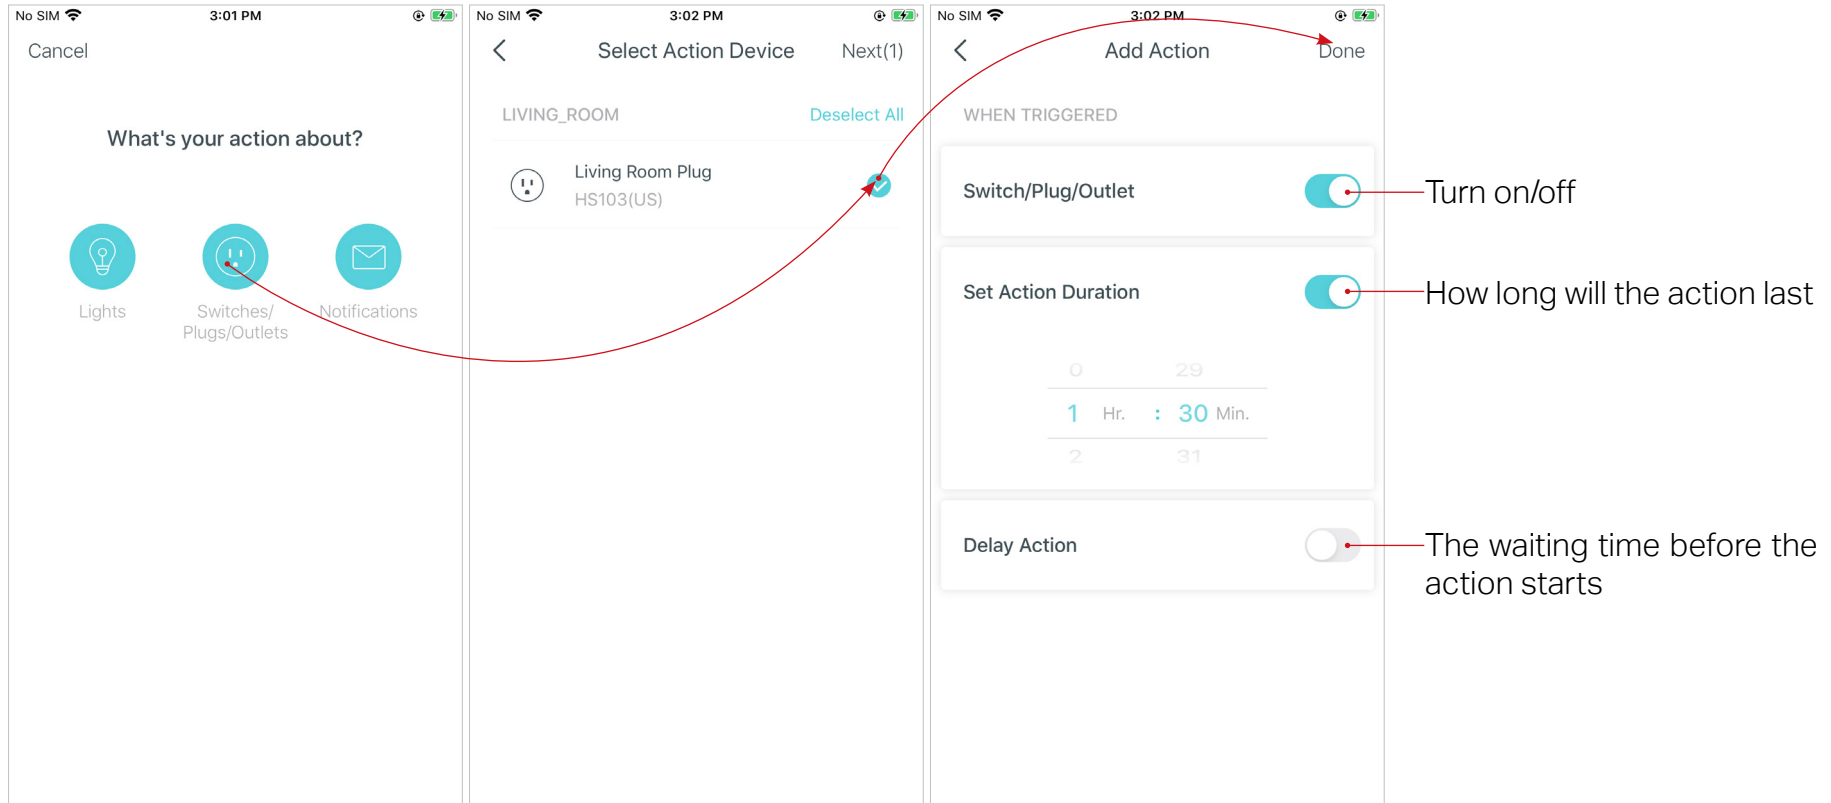 No SIM 3:01 PM
Cancel
What's your action about?
Lights
Switches/
Plugs/Outlets
Notifications
No SIM 3:02 PM
Select Action Device Next(1)
LIVING_ROOM Deselect All
Living Room Plug
HS103(US)
No SIM 3:02 PM
Add Action Done
WHEN TRIGGERED
Switch/Plug/Outlet
Set Action Duration
0 29
1 Hr. : 30 Min.
2 31
Delay Action
Turn on/off
How long will the action last
The waiting time before the
action starts